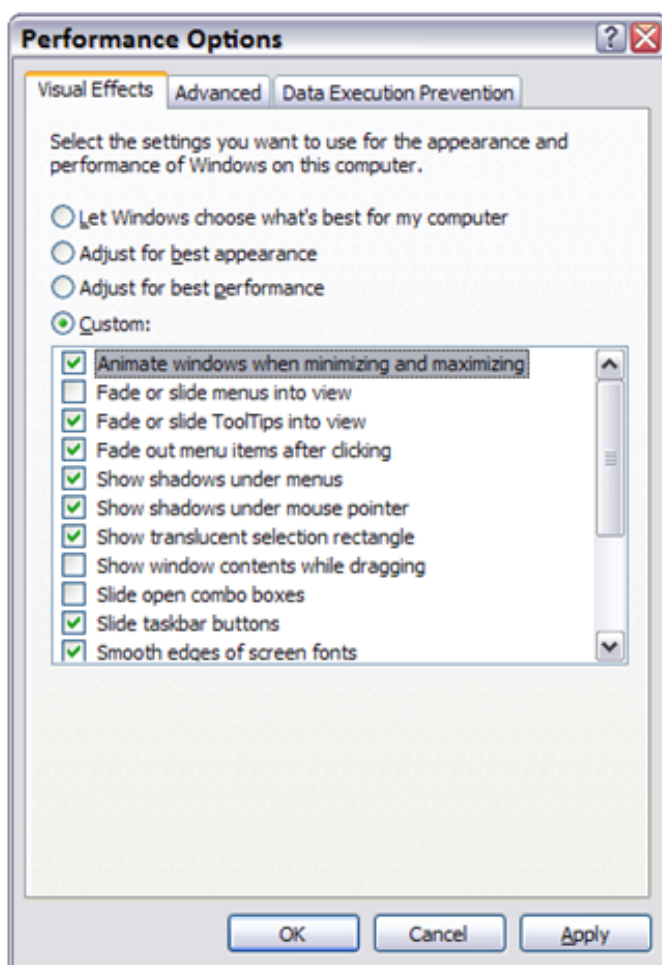 Performance Options
Visual Effects
Advanced
Data Execution Prevention
Select the settings you want to use for the appearance and
performance of Windows on this computer.
Let Windows choose what's best for my computer
Adjust for best appearance
Adjust for best performance
Custom:
Animate windows when minimizing and maximizing
Fade or slide menus into view
Fade or slide ToolTips into view
Fade out menu items after clicking
Show shadows under menus
Show shadows under mouse pointer
Show translucent selection rectangle
Show window contents while dragging
Slide open combo boxes
Slide taskbar buttons
Smooth edges of screen fonts
OK
Cancel
Apply